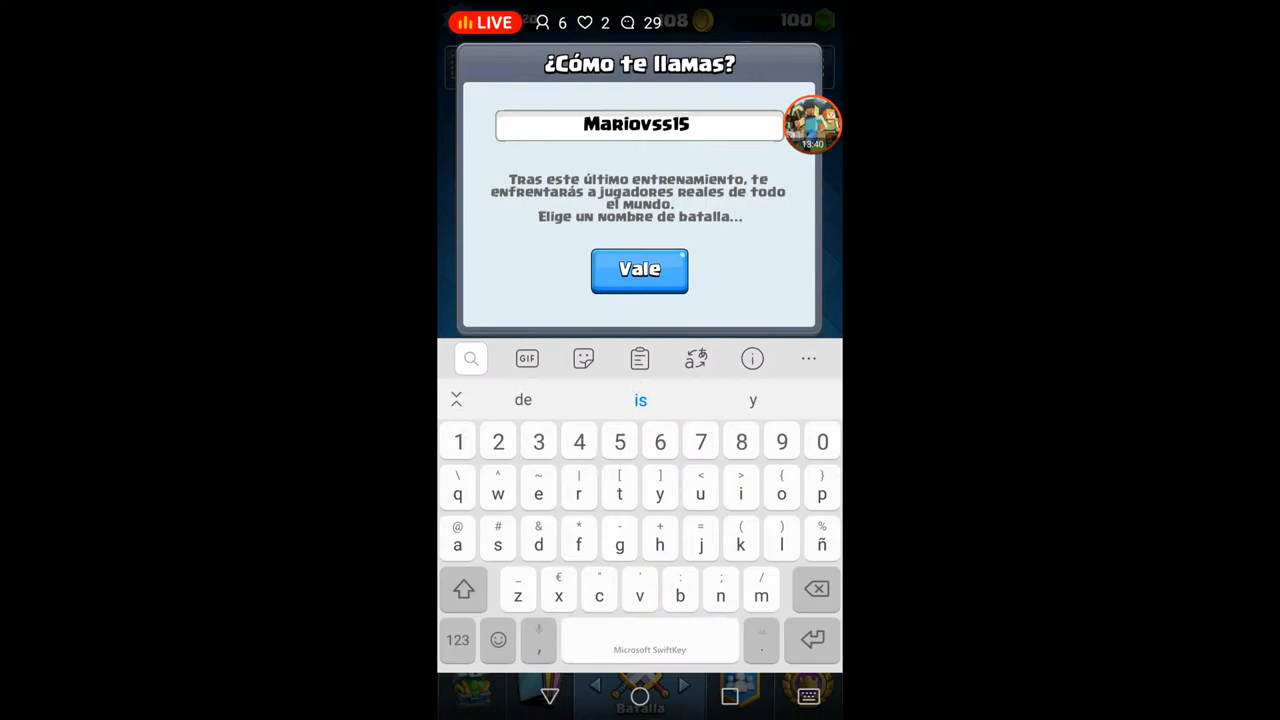 LIVE 6 2 29 108 100
¿Cómo te llamas?
Mariovss15
13:40
Tras este último entrenamiento, te
enfrentarás a jugadores reales de todo
el mundo.
Elige un nombre de batalla...
Vale
GIF
de is y
1 2 3 4 5 6 7 8 9 0
\ ^ ~ | [ ] < > { }
q w e r t y u i o p
@ # & * - + = ( ) %
a s d f g h j k l ñ
_ € " ' : ; /
z x c v b n m
123 , Microsoft SwiftKey .
Batalla